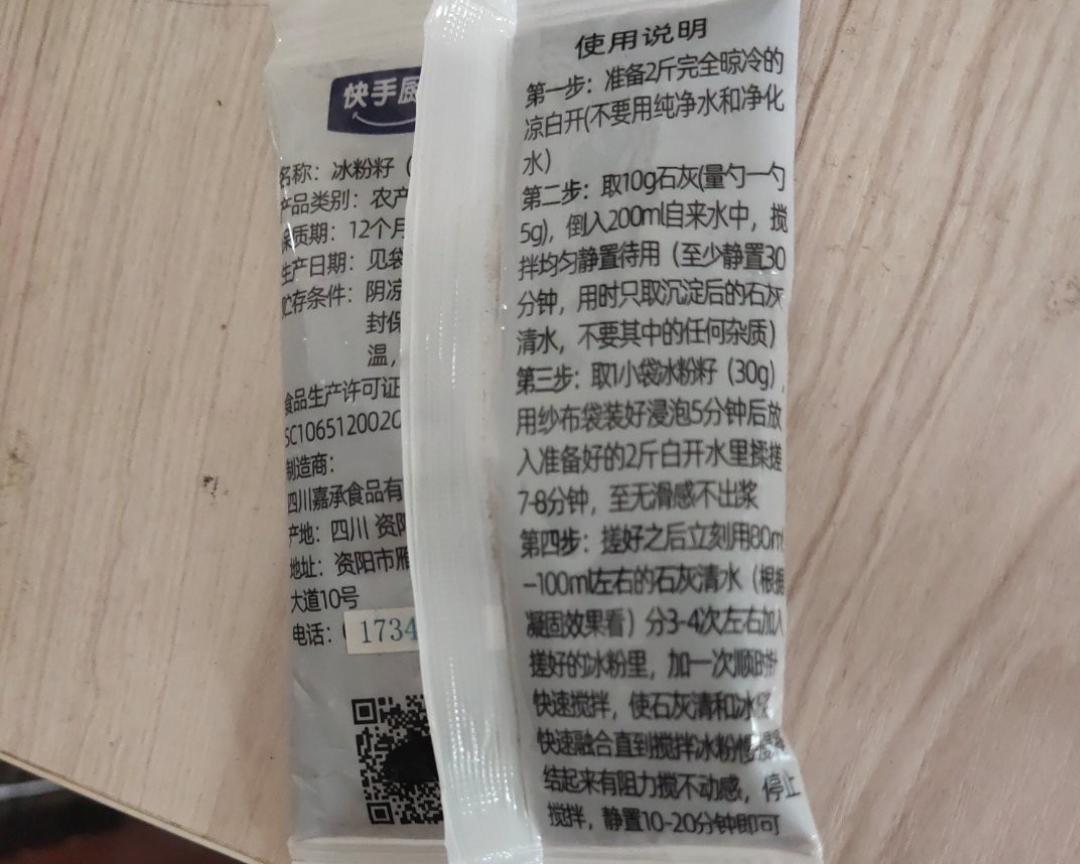 快手厨
名称：冰粉籽（
产品类别：农产
保质期：12个月
生产日期：见袋
贮存条件：阴凉
封保
温，
食品生产许可证
SC1065120020
制造商：
四川嘉承食品有
产地：四川 资阳
地址：资阳市雁
大道10号
电话：
1734
使用说明
第一步：准备2斤完全晾冷的
凉白开(不要用纯净水和净化
水）
第二步：取10g石灰(量勺一勺
5g)，倒入200ml自来水中，搅
拌均匀静置待用（至少静置30
分钟，用时只取沉淀后的石灰
清水，不要其中的任何杂质）
第三步：取1小袋冰粉籽（30g)，
用纱布袋装好浸泡5分钟后放
入准备好的2斤白开水里揉搓
7-8分钟，至无滑感不出浆
第四步：搓好之后立刻用80ml
-100ml左右的石灰清水（根据
凝固效果看）分3-4次左右加入
搓好的冰粉里，加一次顺时针
快速搅拌，使石灰清和冰
快速融合直到搅拌冰粉慢慢
结起来有阻力搅不动感，停止
搅拌，静置10-20分钟即可